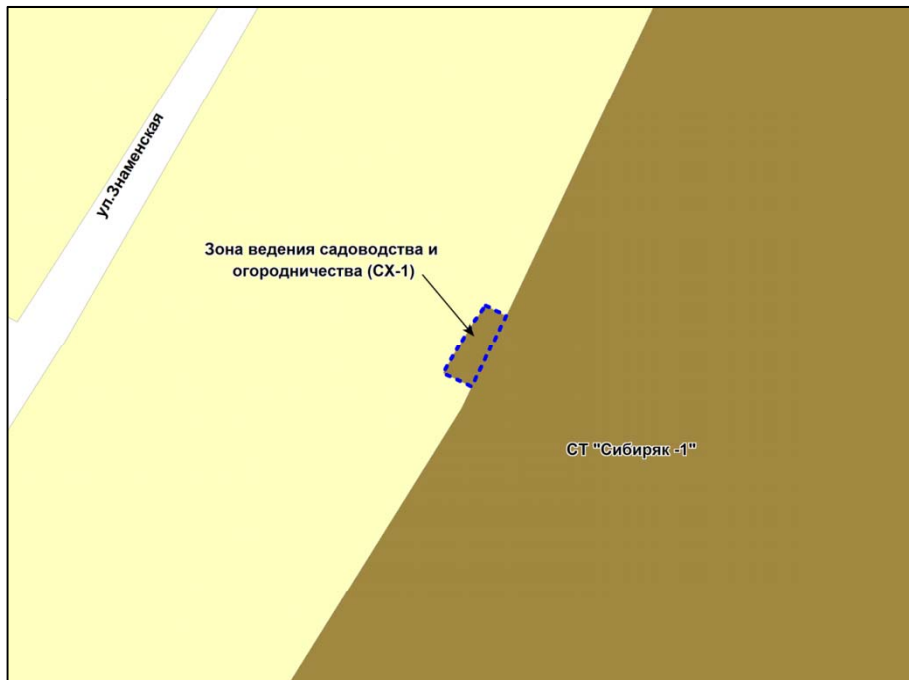 ул.Знаменская
Зона ведения садоводства и
огородничества (СХ-1)
СТ "Сибиряк -1"